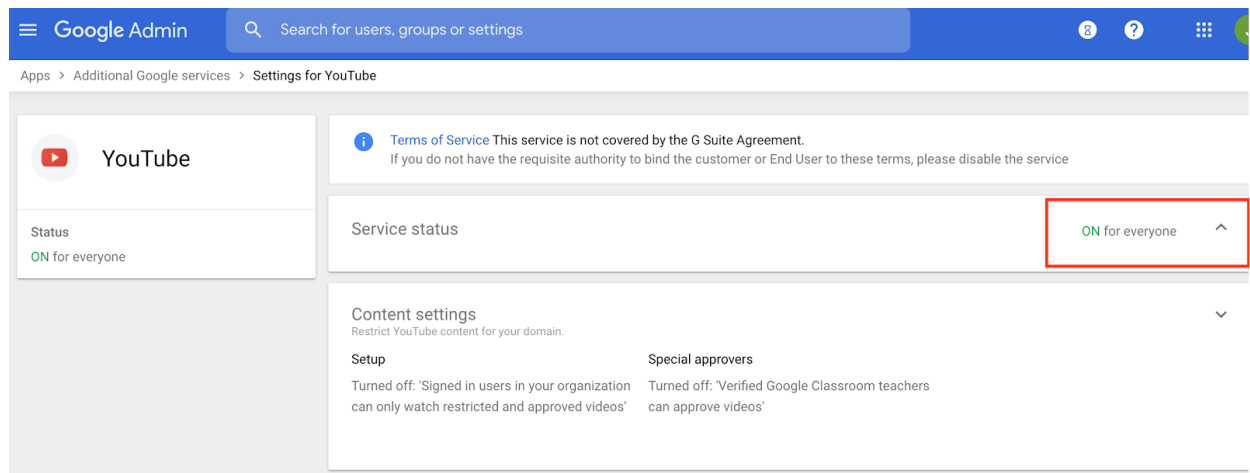 Google Admin
Search for users, groups or settings
Apps > Additional Google services > Settings for YouTube
YouTube
Status
ON for everyone
Terms of Service This service is not covered by the G Suite Agreement.
If you do not have the requisite authority to bind the customer or End User to these terms, please disable the service
Service status
ON for everyone
Content settings
Restrict YouTube content for your domain.
Setup
Turned off: 'Signed in users in your organization
can only watch restricted and approved videos'
Special approvers
Turned off: 'Verified Google Classroom teachers
can approve videos'